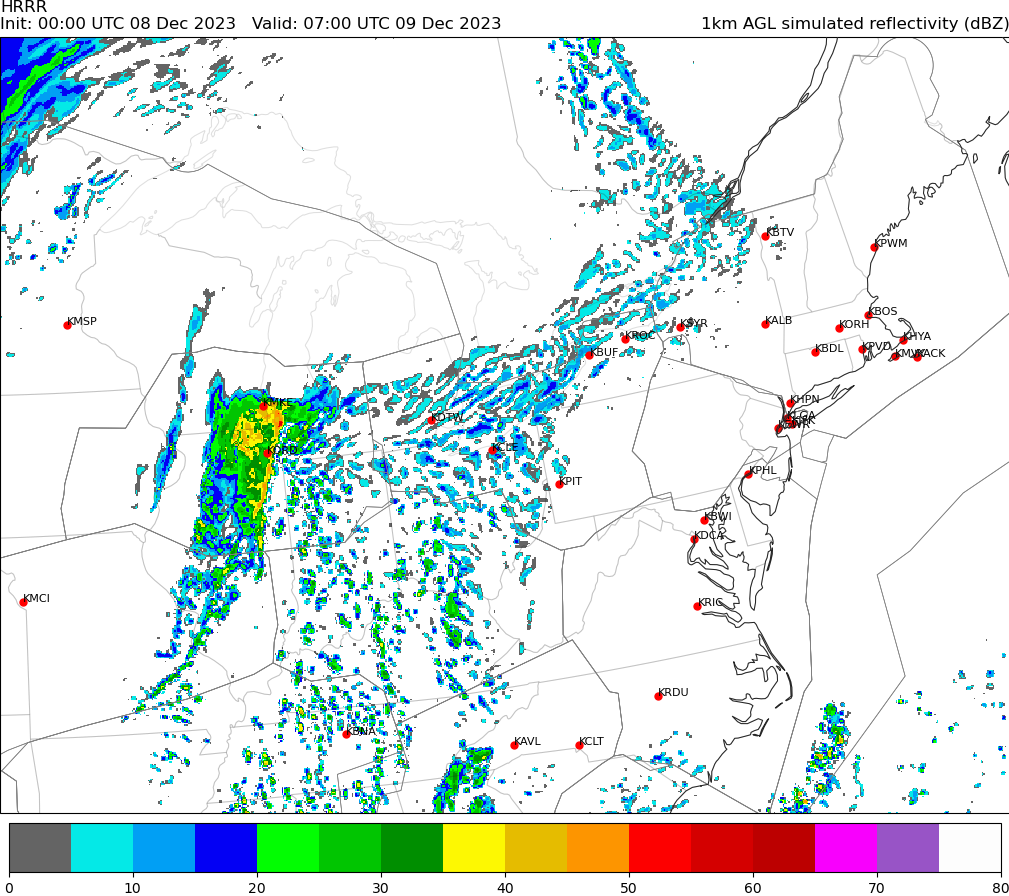 HRRR
Init: 00:00 UTC 08 Dec 2023   Valid: 07:00 UTC 09 Dec 2023   1km AGL simulated reflectivity (dBZ)
KBTV
KPWM
KMSP
KBOS
KSYR KALB KORH
KROC KHYA
KBUF KBDL KPVD KACK
KMKE KHPN
KDTW KLGA
KORD KCLE
KPHL
KPIT
KBWI
KDCA
KMCI
KRIC
KRDU
KBNA
KAVL KCLT
0 10 20 30 40 50 60 70 80